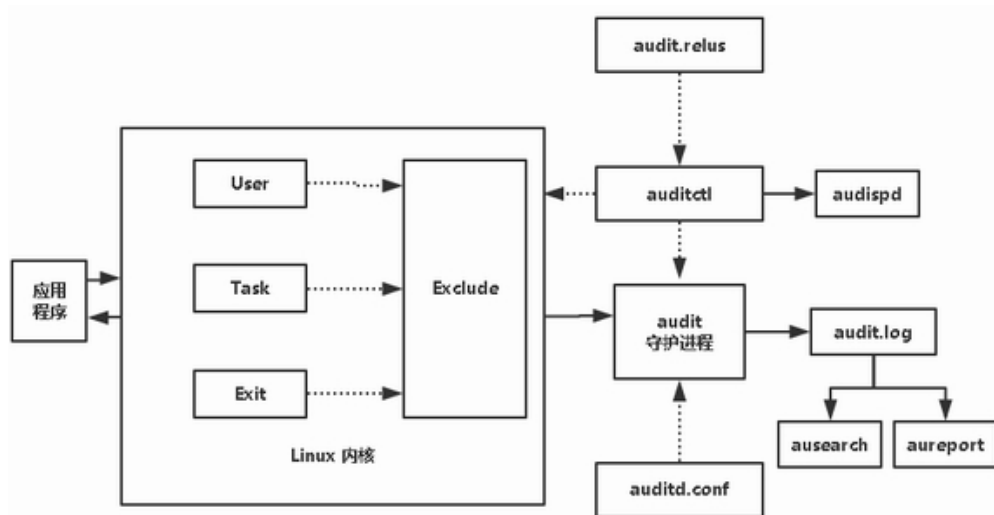 audit.relus
User
auditctl
audispd
应用
程序
Task
Exclude
audit
守护进程
audit.log
Exit
Linux 内核
ausearch
aureport
auditd.conf